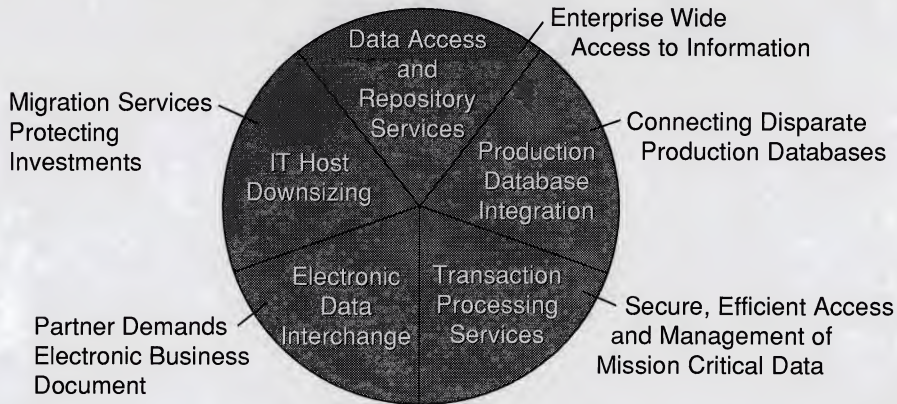 Data Access
and
Repository
Services
Enterprise Wide
Access to Information
Migration Services
Protecting
Investments
IT Host
Downsizing
Production
Database
Integration
Connecting Disparate
Production Databases
Electronic
Data
Interchange
Transaction
Processing
Services
Partner Demands
Electronic Business
Document
Secure, Efficient Access
and Management of
Mission Critical Data